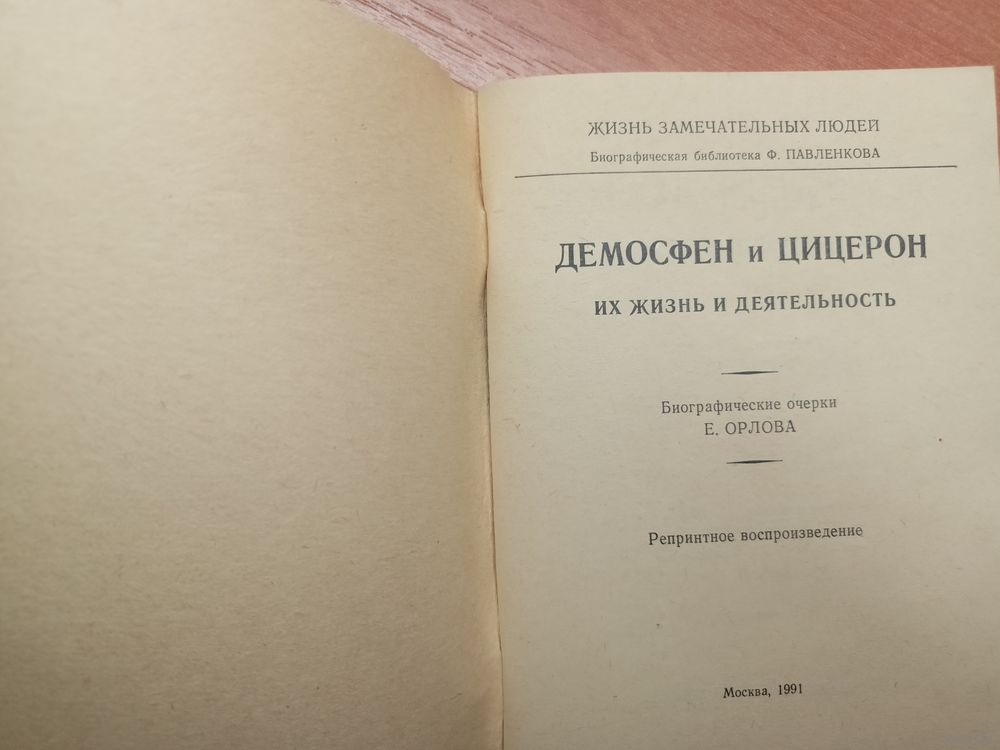 ЖИЗНЬ ЗАМЕЧАТЕЛЬНЫХ ЛЮДЕЙ
Биографическая библиотека Ф. ПАВЛЕНКОВА
ДЕМОСФЕН и ЦИЦЕРОН
ИХ ЖИЗНЬ И ДЕЯТЕЛЬНОСТЬ
Биографические очерки
Е. ОРЛОВА
Репринтное воспроизведение
Москва, 1991